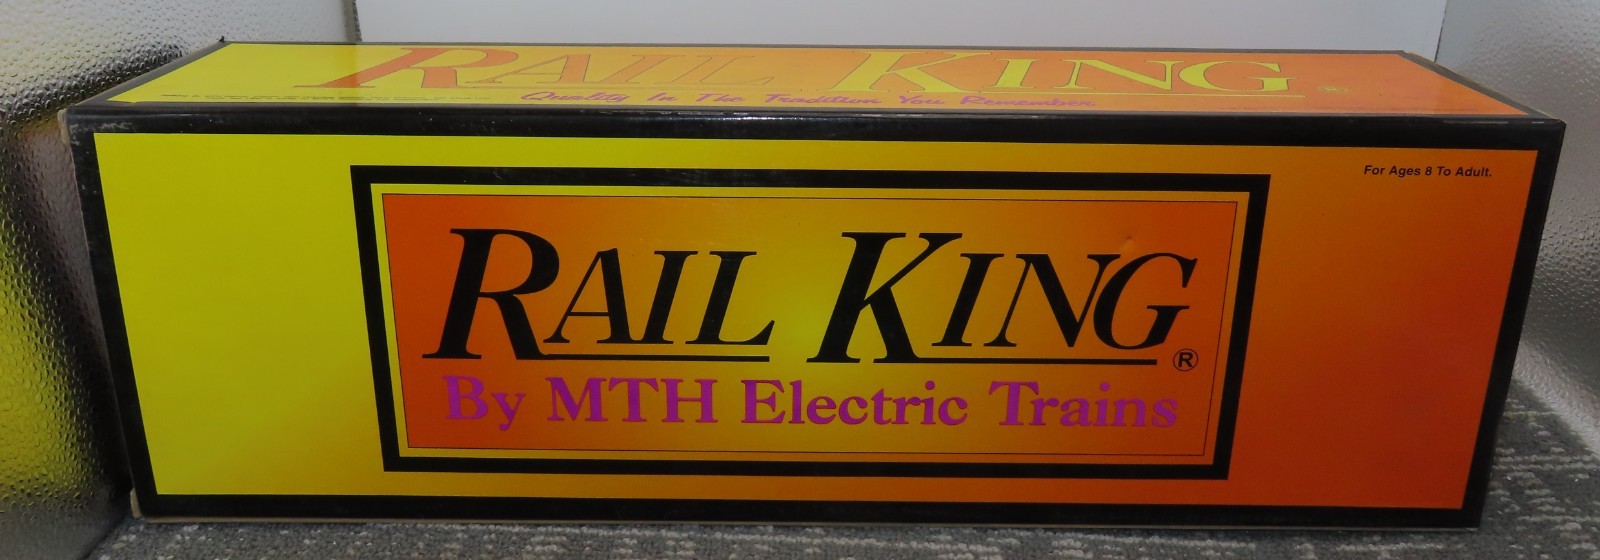 RAIL KING ®
Quality In The Tradition You Remember
For Ages 8 To Adult.
RAIL KING ®
By MTH Electric Trains